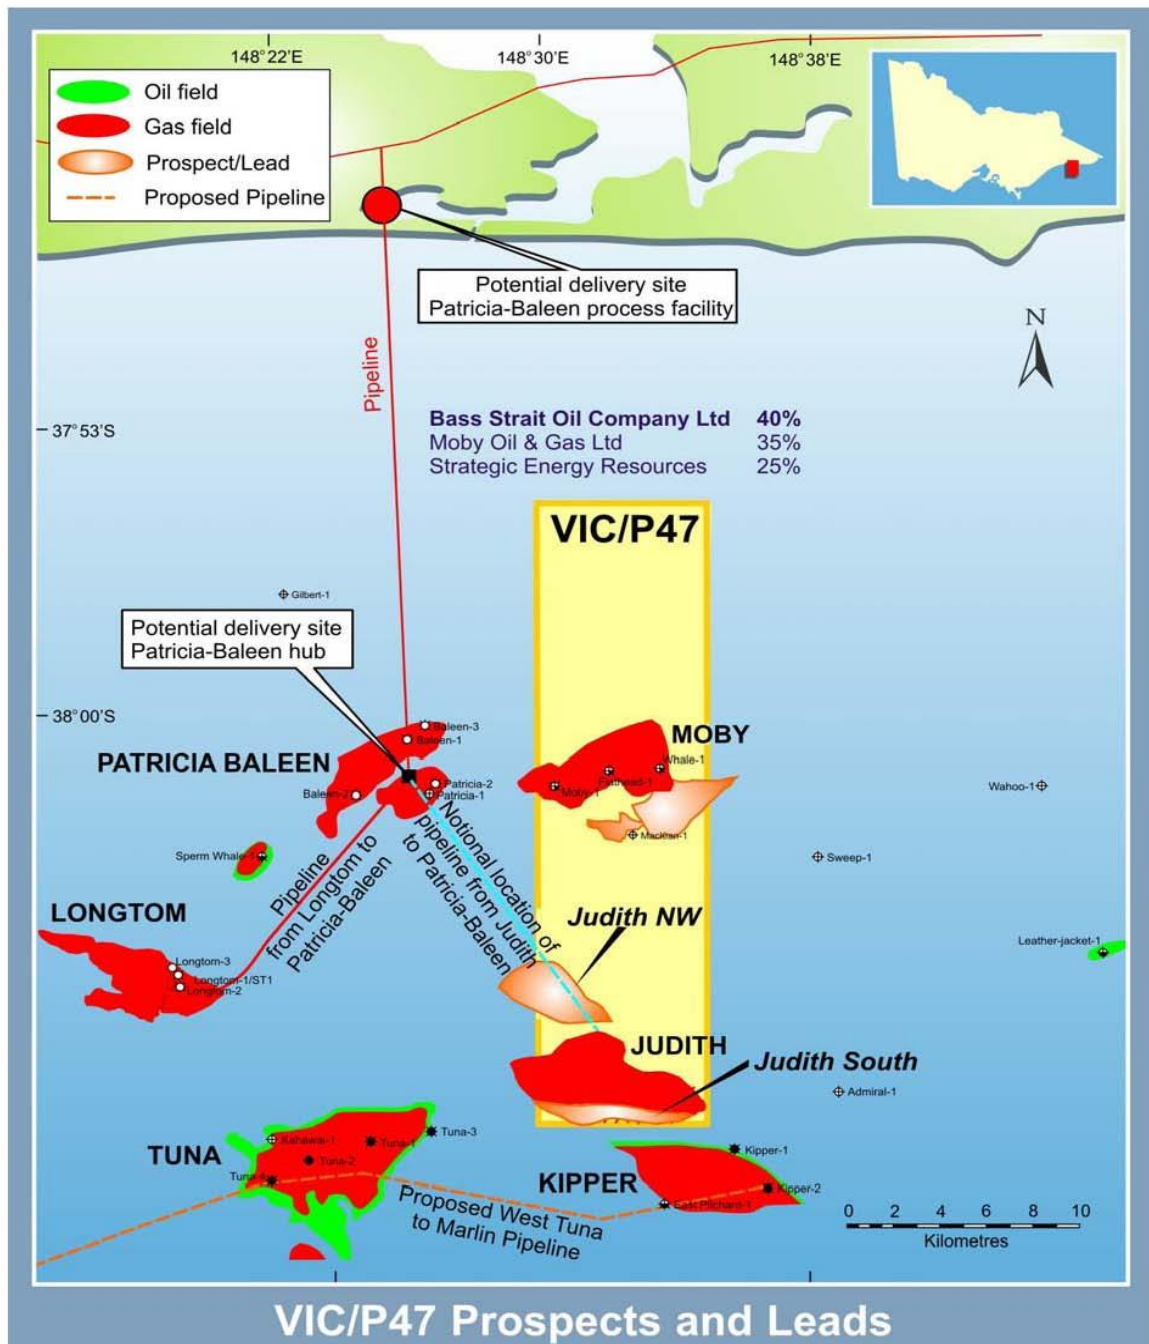 148°22'E
148°30'E
148°38'E
Oil field
Gas field
Prospect/Lead
Proposed Pipeline
Potential delivery site
Patricia-Baleen process facility
N
Pipeline
37°53'S
Bass Strait Oil Company Ltd 40%
Moby Oil & Gas Ltd 35%
Strategic Energy Resources 25%
VIC/P47
Gilbert-1
Potential delivery site
Patricia-Baleen hub
38°00'S
Baleen-3
Baleen-1
MOBY
PATRICIA BALEEN
Whale-1
Flathead-1
Patricia-2
Moby-1
Wahoo-1
Baleen-2
Patricia-1
Sperm Whale-1
Sweep-1
Pipeline
from Longtom to
Patricia-Baleen
Notional location of
pipeline from Judith
to Patricia-Baleen
LONGTOM
Judith NW
Leather-jacket-1
Longtom-3
Longtom-1/ST1
Longtom-2
JUDITH
Judith South
Admiral-1
TUNA
Kahawai-1
Tuna-1
Tuna-3
Tuna-2
Tuna-4
KIPPER
Kipper-1
Kipper-2
East Pilchard-1
Proposed West Tuna
to Marlin Pipeline
0 2 4 6 8 10
Kilometres
VIC/P47 Prospects and Leads